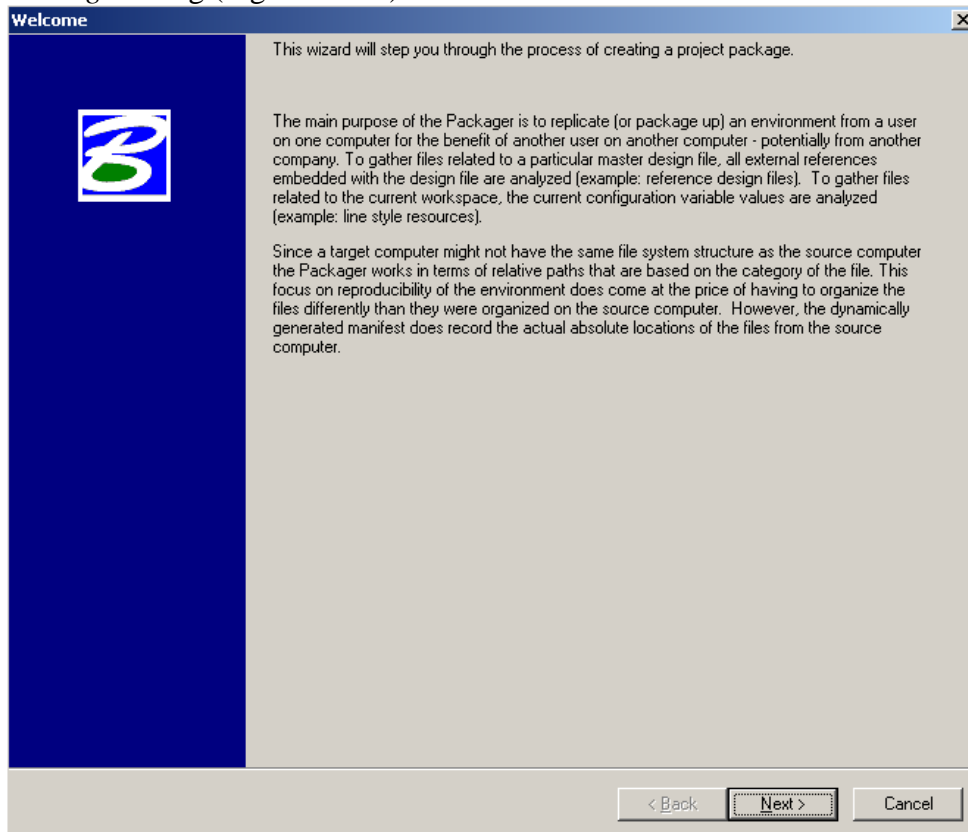 Welcome
This wizard will step you through the process of creating a project package.
The main purpose of the Packager is to replicate (or package up) an environment from a user
on one computer for the benefit of another user on another computer - potentially from another
company. To gather files related to a particular master design file, all external references
embedded with the design file are analyzed (example: reference design files). To gather files
related to the current workspace, the current configuration variable values are analyzed
(example: line style resources).
Since a target computer might not have the same file system structure as the source computer
the Packager works in terms of relative paths that are based on the category of the file. This
focus on reproducibility of the environment does come at the price of having to organize the
files differently than they were organized on the source computer. However, the dynamically
generated manifest does record the actual absolute locations of the files from the source
computer.
< Back Next > Cancel